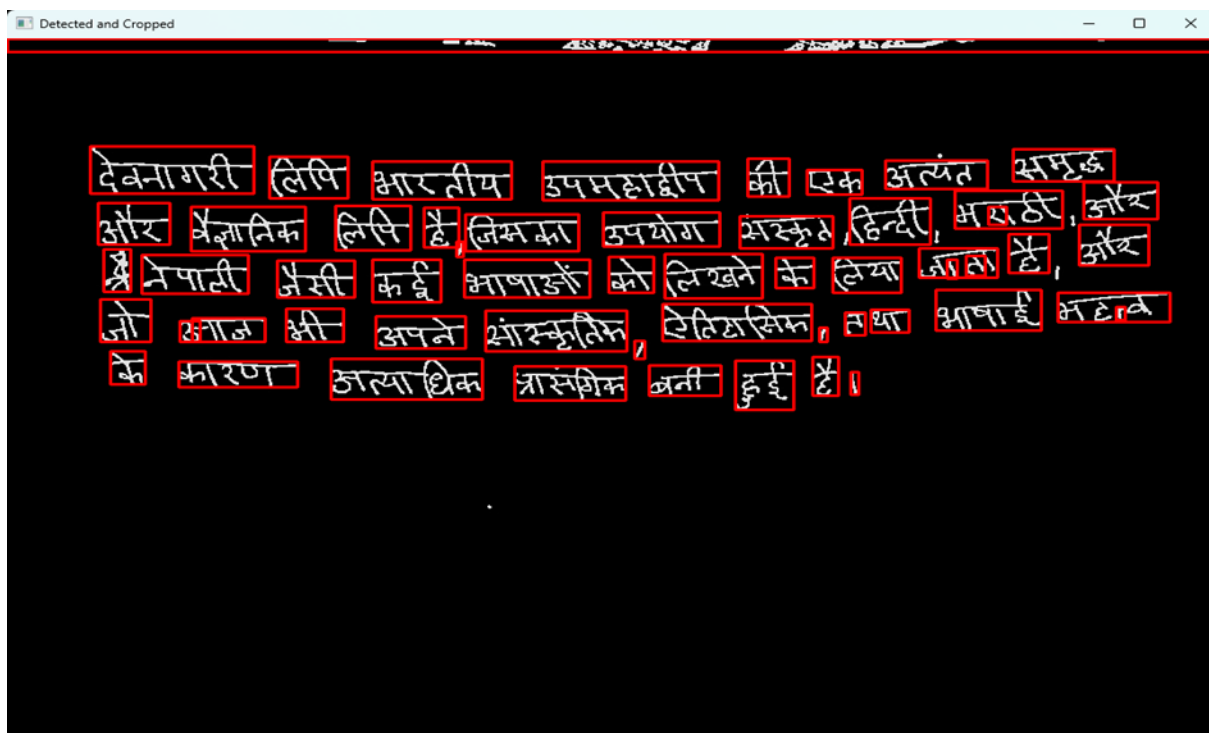 Detected and Cropped
देवनागरी लिपि भारतीय उपमहाद्वीप की एक अत्यंत समृद्ध
और वैज्ञानिक लिपि है, जिसका उपयोग संस्कृत, हिन्दी, मराठी, और
नेपाली जैसी कई भाषाओं को लिखने के लिया जाता है, और
जो भी अपने सांस्कृतिक, ऐतिहासिक, तथा भाषाई महत्व
के कारण अत्याधिक प्रासंगिक बनी हुई है।